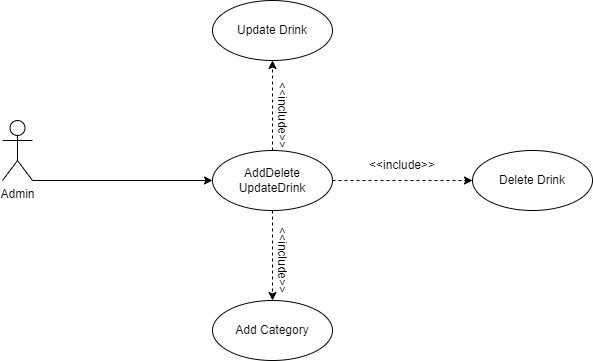 Update Drink
<<include>>
AddDelete
UpdateDrink
<<include>>
Delete Drink
Admin
<<include>>
Add Category